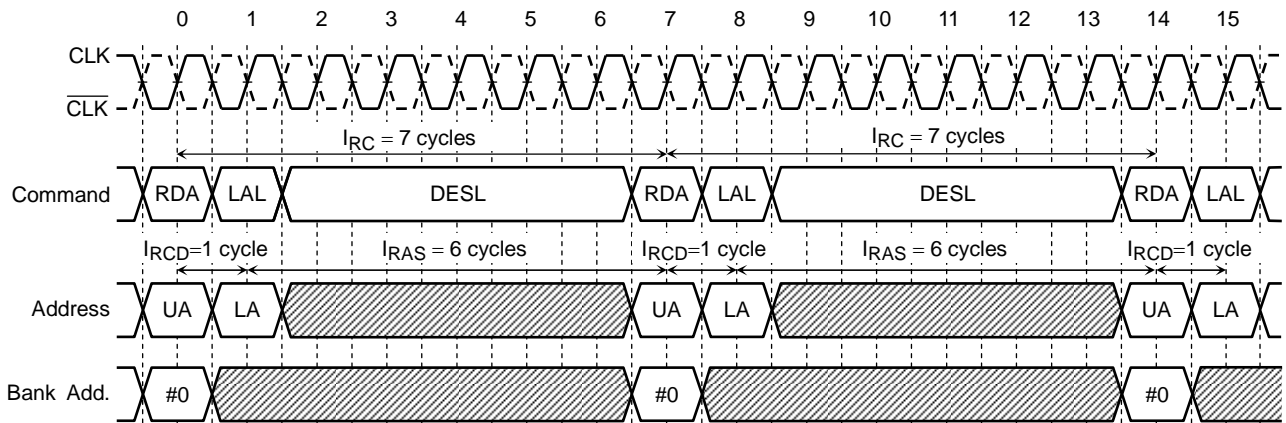 0 1 2 3 4 5 6 7 8 9 10 11 12 13 14 15
CLK
CLK
IRC = 7 cycles IRC = 7 cycles
Command RDA LAL DESL RDA LAL DESL RDA LAL
IRCD=1 cycle IRAS = 6 cycles IRCD=1 cycle IRAS = 6 cycles IRCD=1 cycle
Address UA LA UA LA UA LA
Bank Add. #0 #0 #0